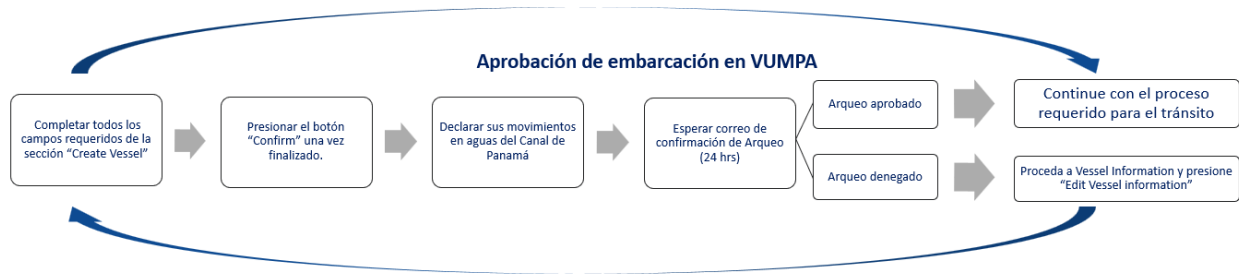 Aprobación de embarcación en VUMPA
Completar todos los
campos requeridos de la
sección “Create Vessel”
Presionar el botón
“Confirm” una vez
finalizado.
Declarar sus movimientos
en aguas del Canal de
Panamá
Esperar correo de
confirmación de Arqueo
(24 hrs)
Arqueo aprobado
Continue con el proceso
requerido para el tránsito
Arqueo denegado
Proceda a Vessel Information y presione
“Edit Vessel information”